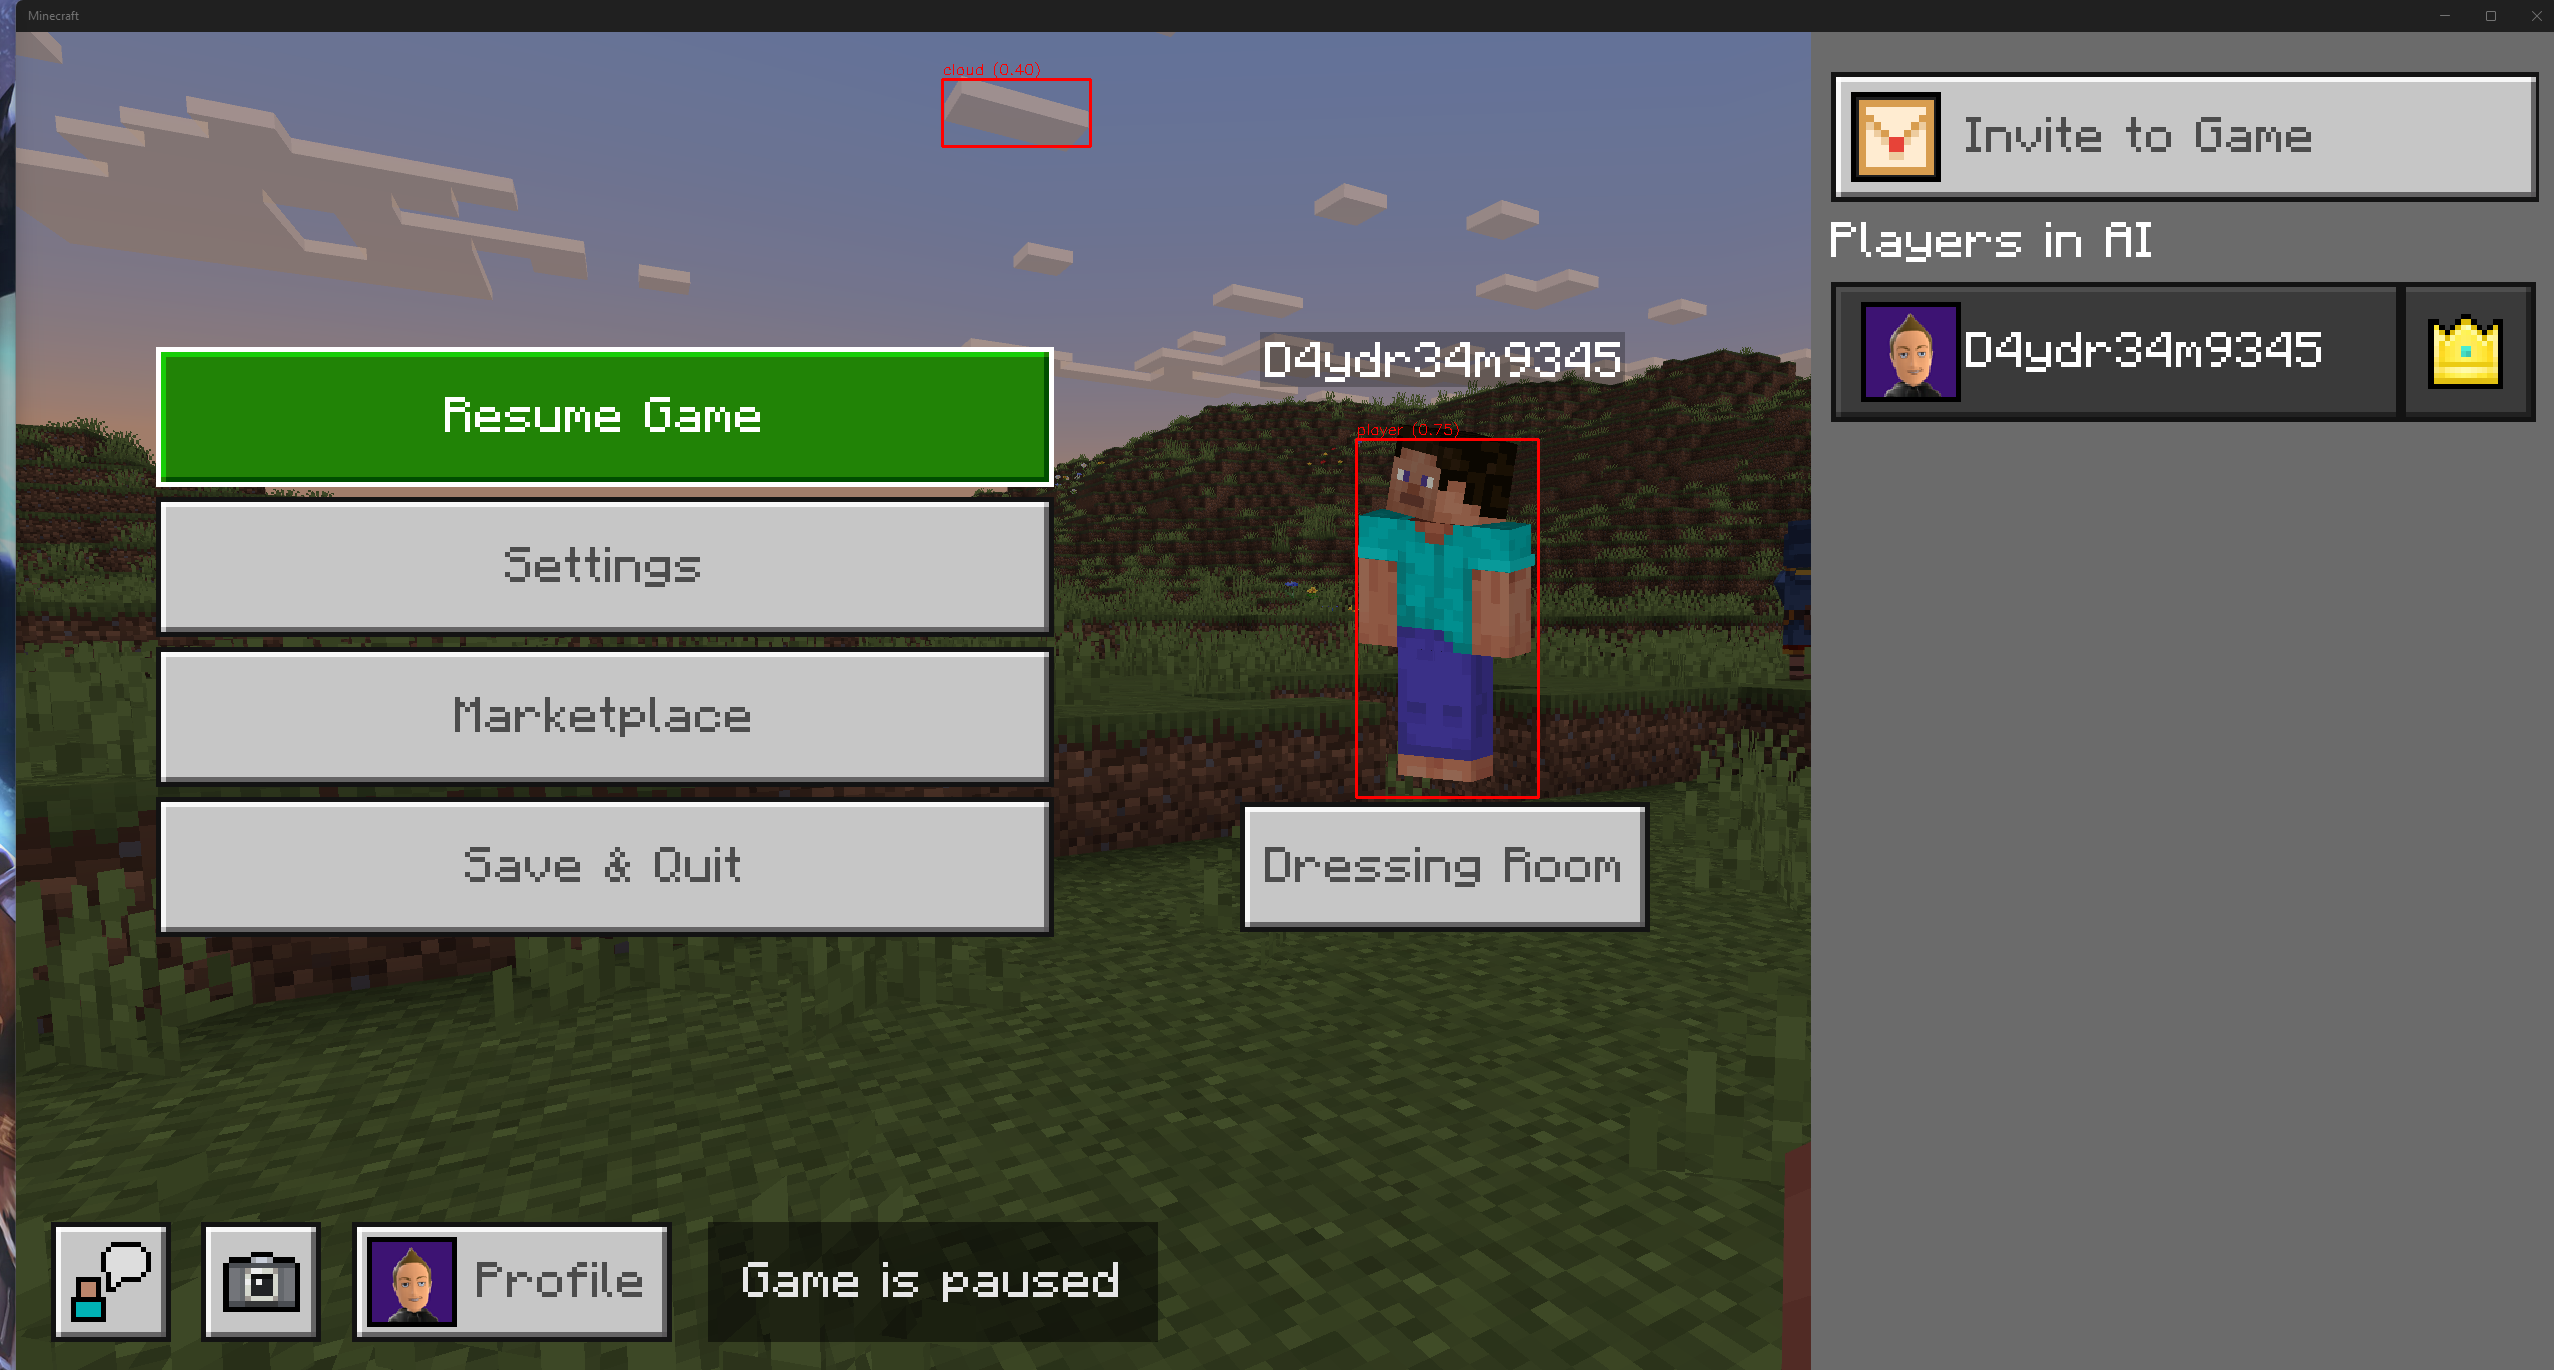 Minecraft
cloud (0.40)
Invite to Game
Players in AI
D4ydr34m9345
D4ydr34m9345
Resume Game
player (0.75)
Settings
Marketplace
Save & Quit
Dressing Room
Profile
Game is paused